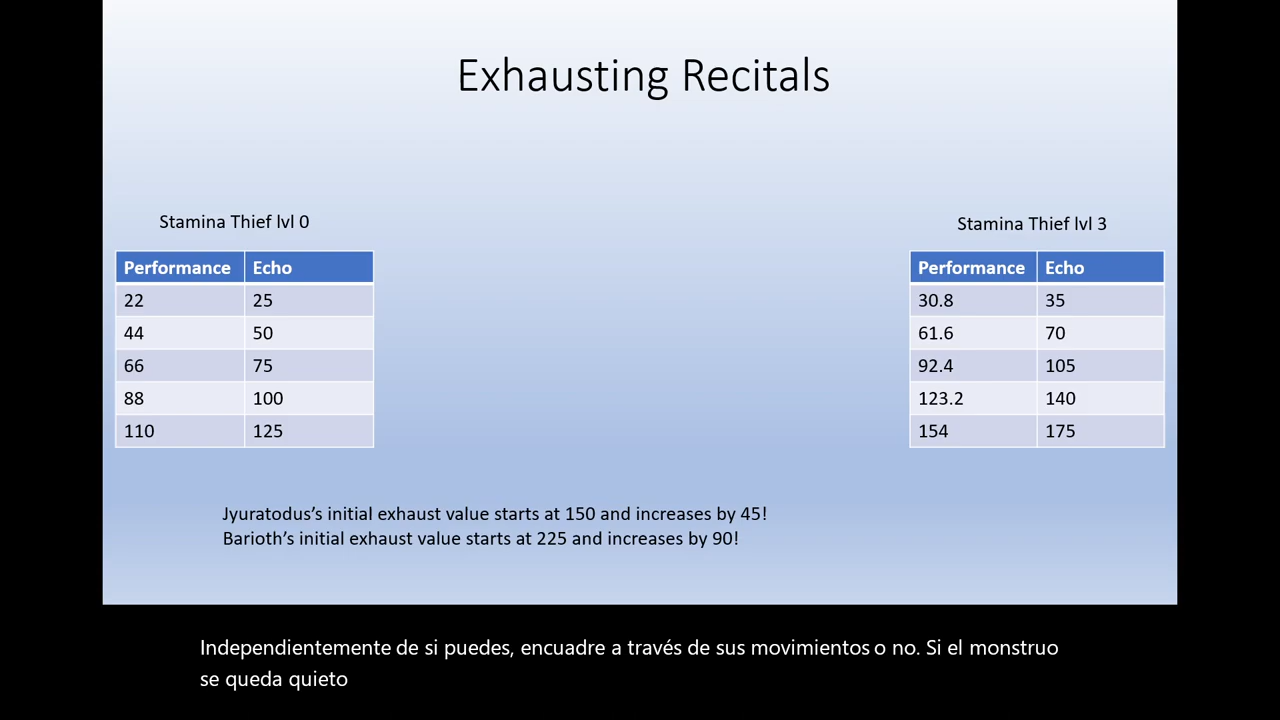 Exhausting Recitals
Stamina Thief lvl 0
Performance Echo
22 25
44 50
66 75
88 100
110 125
Stamina Thief lvl 3
Performance Echo
30.8 35
61.6 70
92.4 105
123.2 140
154 175
Jyuratodus’s initial exhaust value starts at 150 and increases by 45!
Barioth’s initial exhaust value starts at 225 and increases by 90!
Independientemente de si puedes, encuadre a través de sus movimientos o no. Si el monstruo
se queda quieto